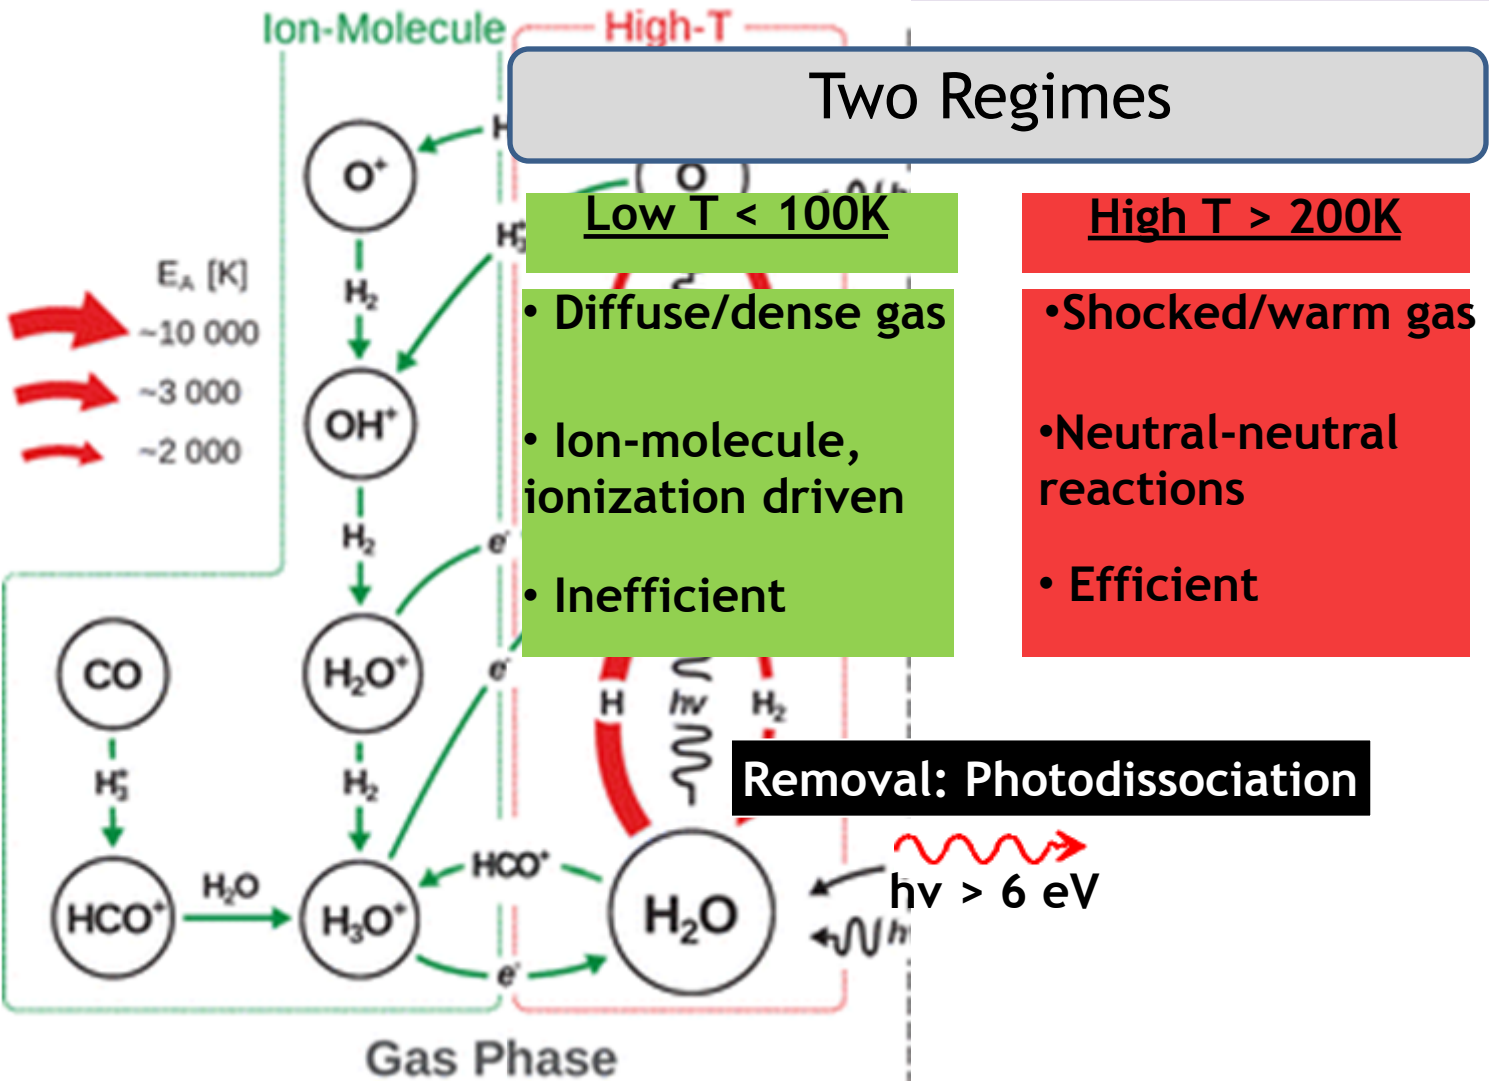 Ion-Molecule
High-T
Two Regimes
O⁺
O
Low T < 100K
High T > 200K
H₂
E_A [K]
~10 000
~3 000
~2 000
• Diffuse/dense gas
•Shocked/warm gas
OH⁺
• Ion-molecule,
ionization driven
•Neutral-neutral
reactions
H₂
e⁻
• Inefficient
• Efficient
CO
H₂O⁺
e⁻
H
hν
H₂
H₃⁺
H₂
Removal: Photodissociation
HCO⁺
H₂O
H₃O⁺
HCO⁺
H₂O
hv > 6 eV
e⁻
Gas Phase